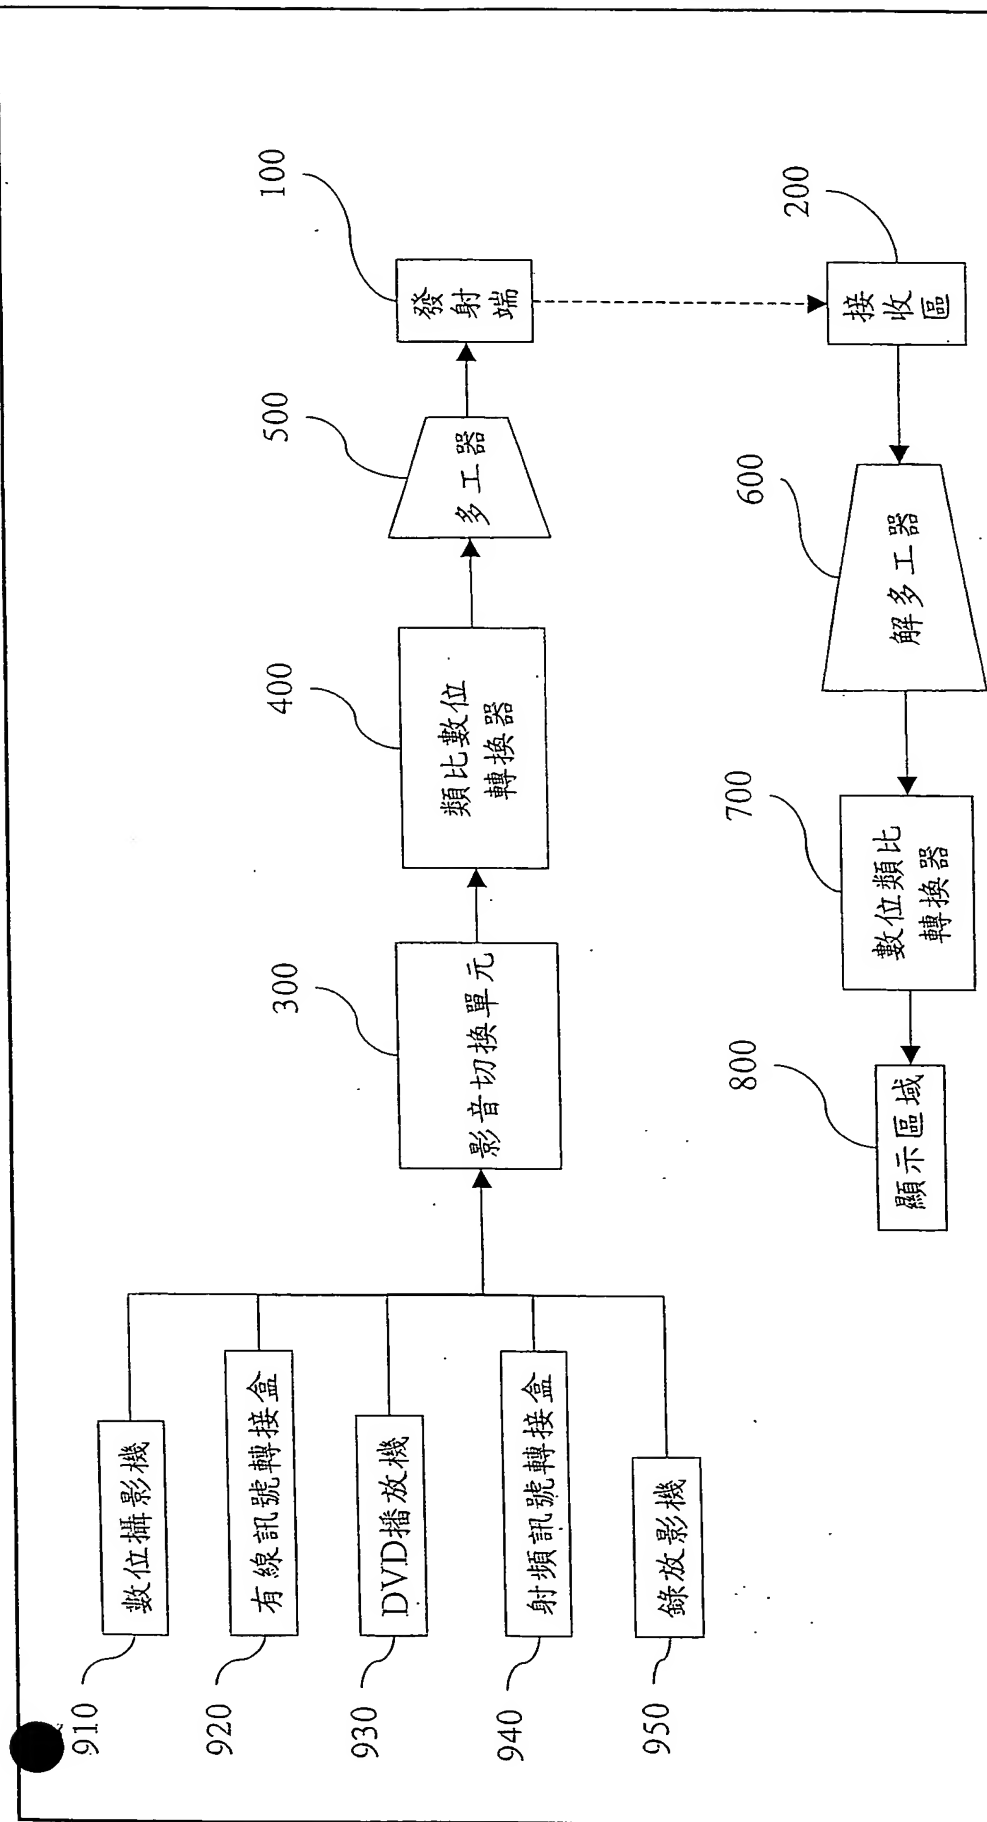 100
發射端
500
多工器
400
類比數位
轉換器
300
影音切換單元
910
數位攝影機
920
有線訊號轉接盒
930
DVD播放機
940
射頻訊號轉接盒
950
錄放影機
200
接收區
600
解多工器
700
數位類比
轉換器
800
顯示區域